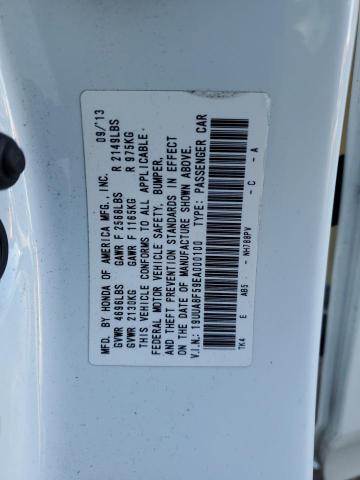 MFD. BY HONDA OF AMERICA MFG., INC. 09/'13
GVWR 4696LBS GAWR F 2568LBS R 2149LBS
GVWR 2130KG GAWR F 1165KG R 975KG
THIS VEHICLE CONFORMS TO ALL APPLICABLE
FEDERAL MOTOR VEHICLE SAFETY, BUMPER,
AND THEFT PREVENTION STANDARDS IN EFFECT
ON THE DATE OF MANUFACTURE SHOWN ABOVE.
V.I.N.: 19UUA8F59EA000100 TYPE: PASSENGER CAR
TK4 E AB5 - NH788PV - C - A